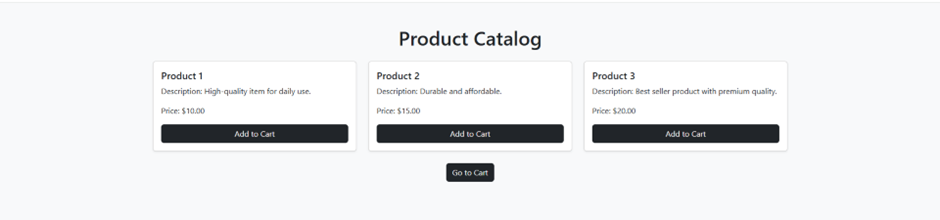 Product Catalog
Product 1
Description: High-quality item for daily use.
Price: $10.00
Add to Cart
Product 2
Description: Durable and affordable.
Price: $15.00
Add to Cart
Product 3
Description: Best seller product with premium quality.
Price: $20.00
Add to Cart
Go to Cart